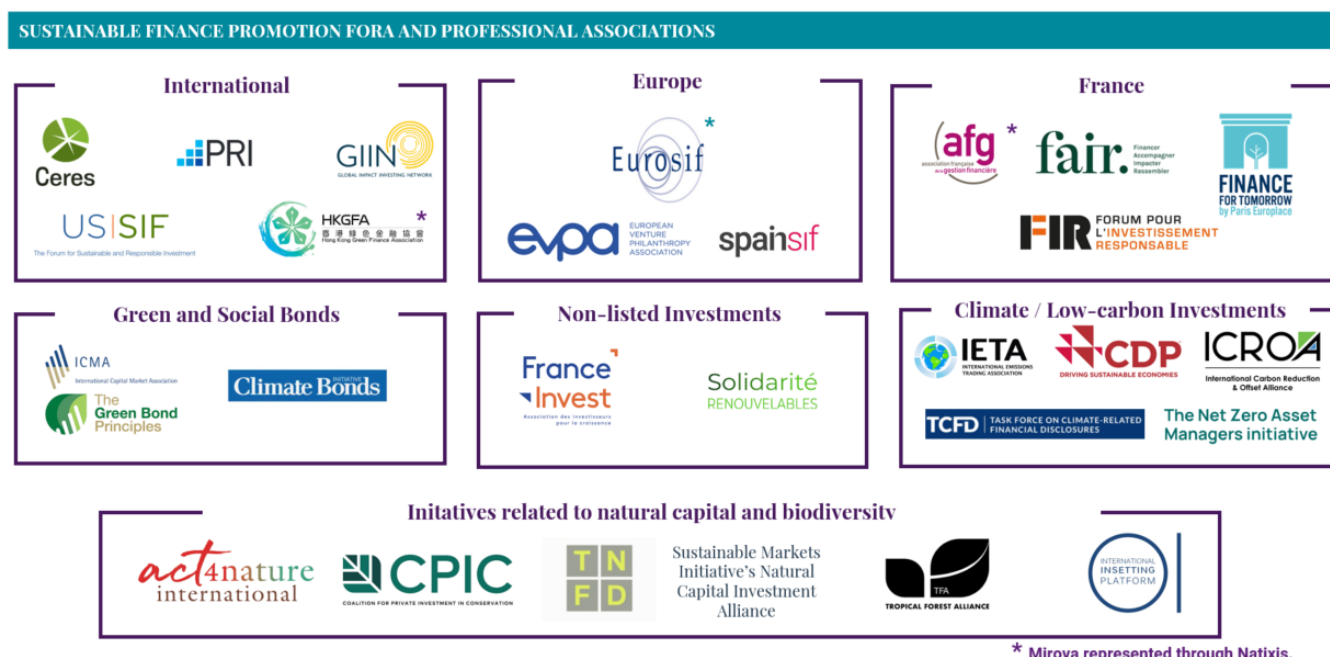 SUSTAINABLE FINANCE PROMOTION FORA AND PROFESSIONAL ASSOCIATIONS
International
Ceres
PRI
GIIN
GLOBAL IMPACT INVESTING NETWORK
US|SIF
The Forum for Sustainable and Responsible Investment
HKGFA *
香港綠色金融協會
Hong Kong Green Finance Association
Europe
Eurosif *
evpa
EUROPEAN
VENTURE
PHILANTHROPY
ASSOCIATION
spainsif
France
afg *
association française
de la gestion financière
fair.
Financer
Accompagner
Impacter
Rassembler
FINANCE
FOR TOMORROW
by Paris Europlace
FIR
FORUM POUR
L'INVESTISSEMENT
RESPONSABLE
Green and Social Bonds
ICMA
International Capital Market Association
The
Green Bond
Principles
Climate Bonds
INITIATIVE
Non-listed Investments
France
Invest
Association des investisseurs
pour la croissance
Solidarité
RENOUVELABLES
Climate / Low-carbon Investments
IETA
INTERNATIONAL EMISSIONS
TRADING ASSOCIATION
CDP
DRIVING SUSTAINABLE ECONOMIES
ICROA
International Carbon Reduction
& Offset Alliance
TCFD
TASK FORCE ON CLIMATE-RELATED
FINANCIAL DISCLOSURES
The Net Zero Asset
Managers initiative
Initatives related to natural capital and biodiversity
act4nature
international
CPIC
COALITION FOR PRIVATE INVESTMENT IN CONSERVATION
T N
F D
Sustainable Markets
Initiative's Natural
Capital Investment
Alliance
TFA
TROPICAL FOREST ALLIANCE
INTERNATIONAL
INSETTING
PLATFORM
* Mirova represented through Natixis.